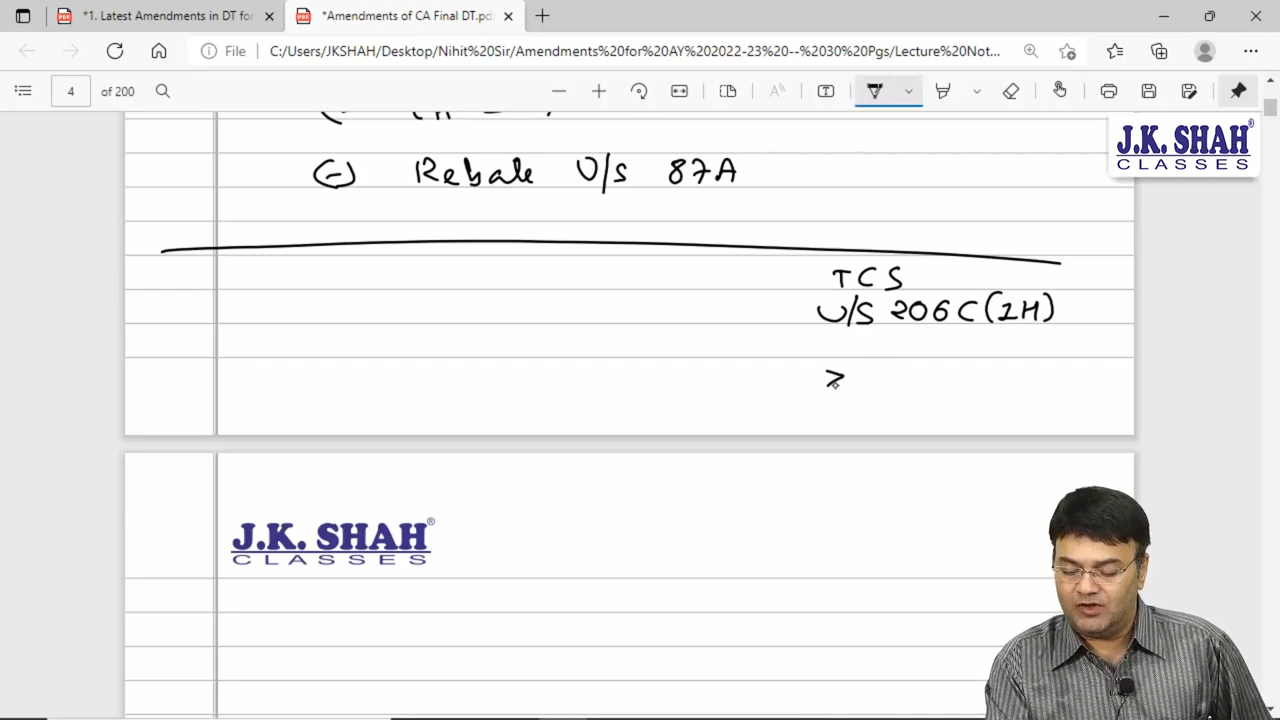 *1. Latest Amendments in DT for
*Amendments of CA Final DT.pd
File
C:/Users/JKSHAH/Desktop/Nihit%20Sir/Amendments%20for%20AY%202022-23%20--%2030%20Pgs/Lecture%20Not...
4 of 200
J.K. SHAH®
CLASSES
(-) Rebate U/S 87A
TCS
U/S 206C(1H)
>
J.K. SHAH®
CLASSES